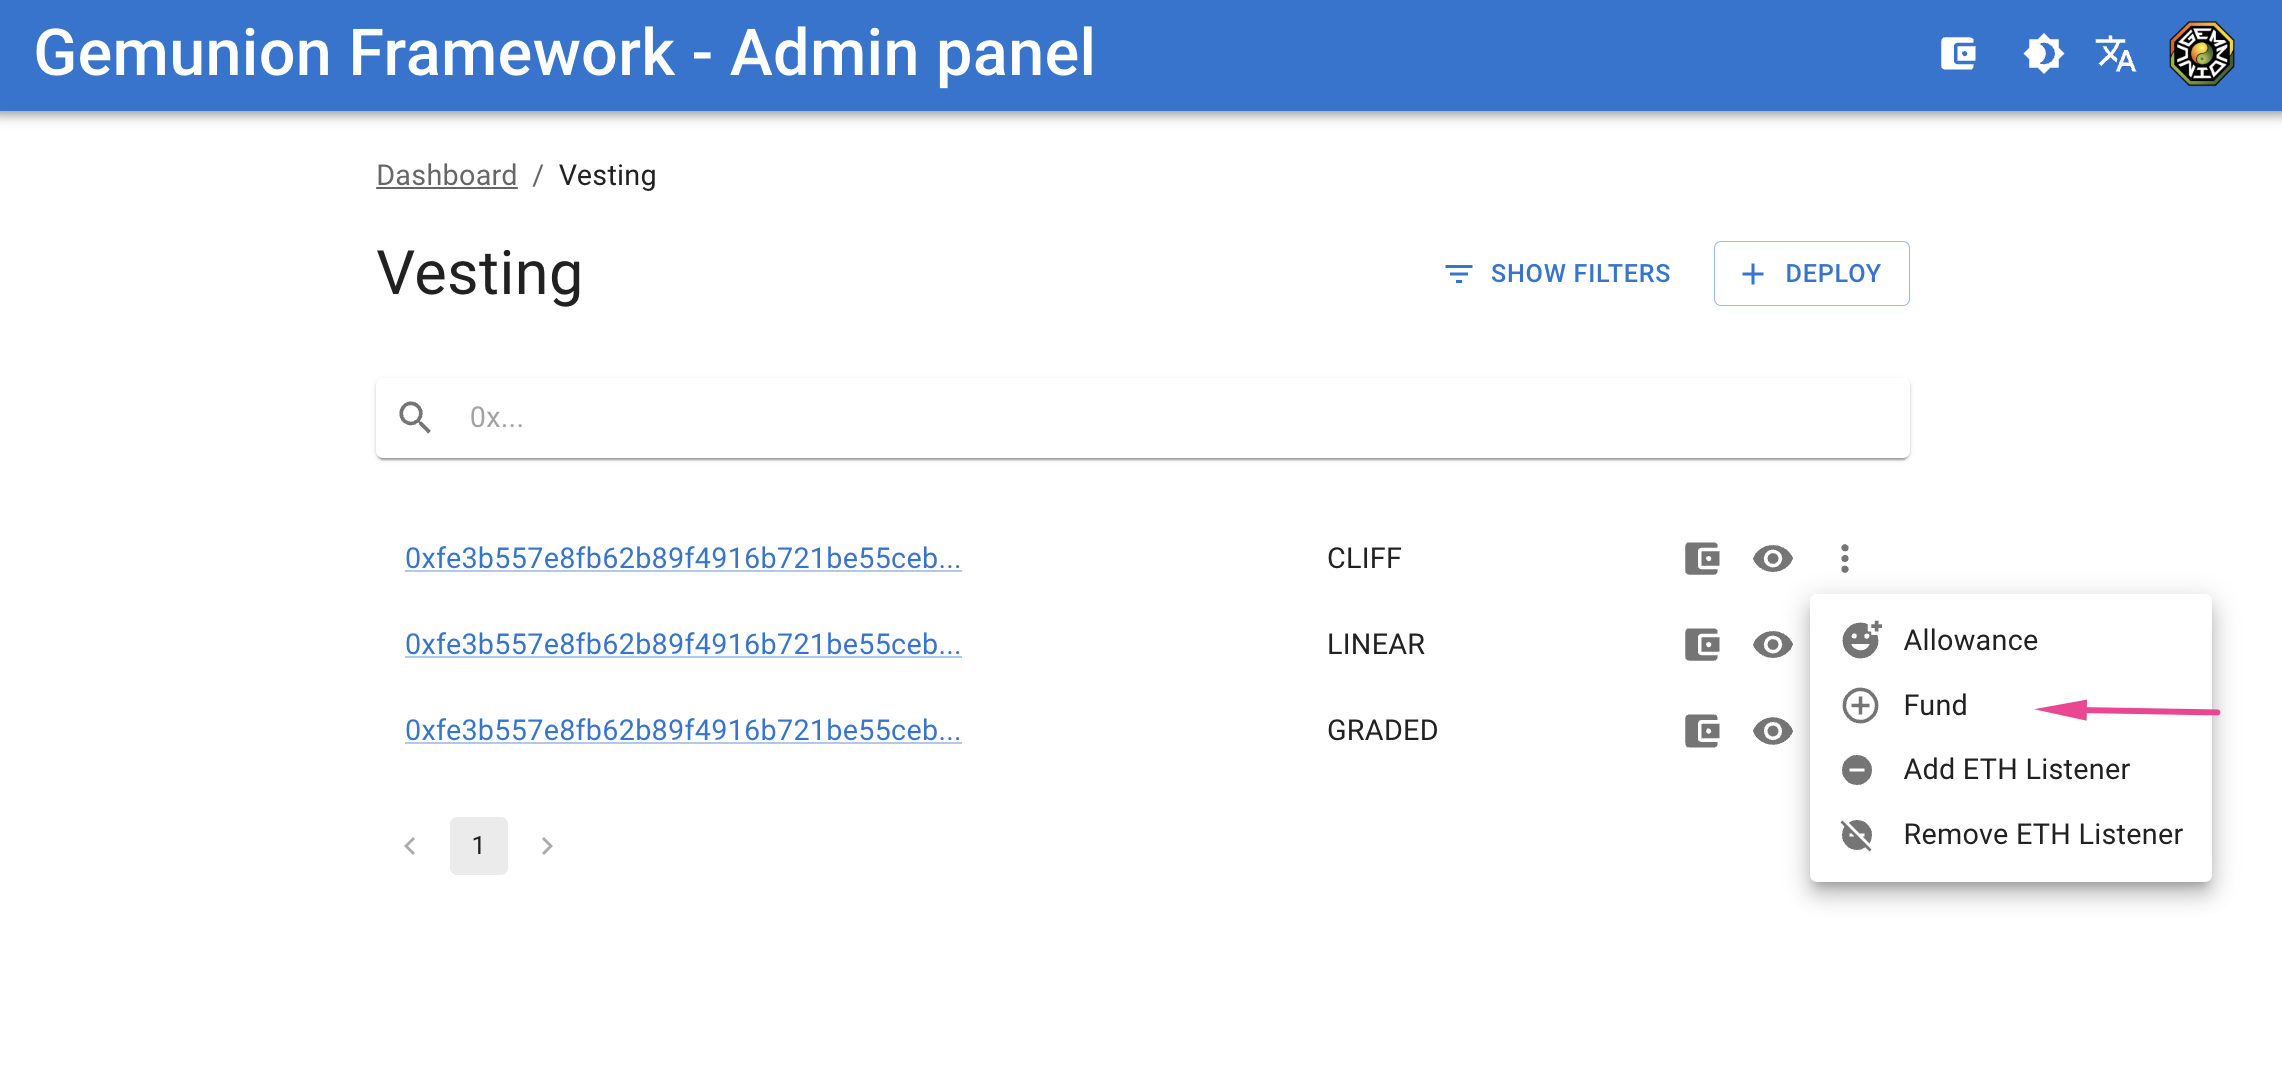 Gemunion Framework - Admin panel
GEMUNION
Dashboard / Vesting
Vesting
SHOW FILTERS
DEPLOY
0x...
0xfe3b557e8fb62b89f4916b721be55ceb... CLIFF
0xfe3b557e8fb62b89f4916b721be55ceb... LINEAR
0xfe3b557e8fb62b89f4916b721be55ceb... GRADED
Allowance
Fund
Add ETH Listener
Remove ETH Listener
1